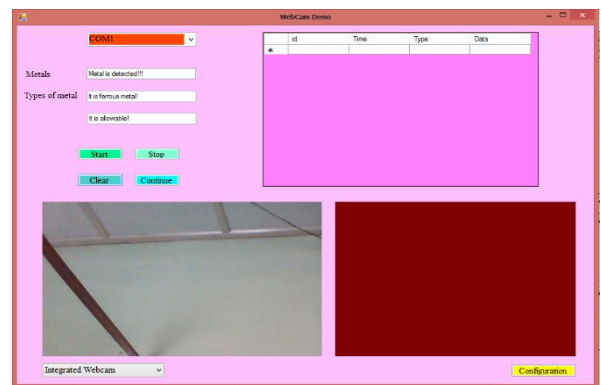 WebCam Demo
COM1
id Time Type Data
Metals Metal is detected!!!
Types of metal It is ferrous metal!
It is allowable!
Start Stop
Clear Continue
Integrated Webcam
Configuration